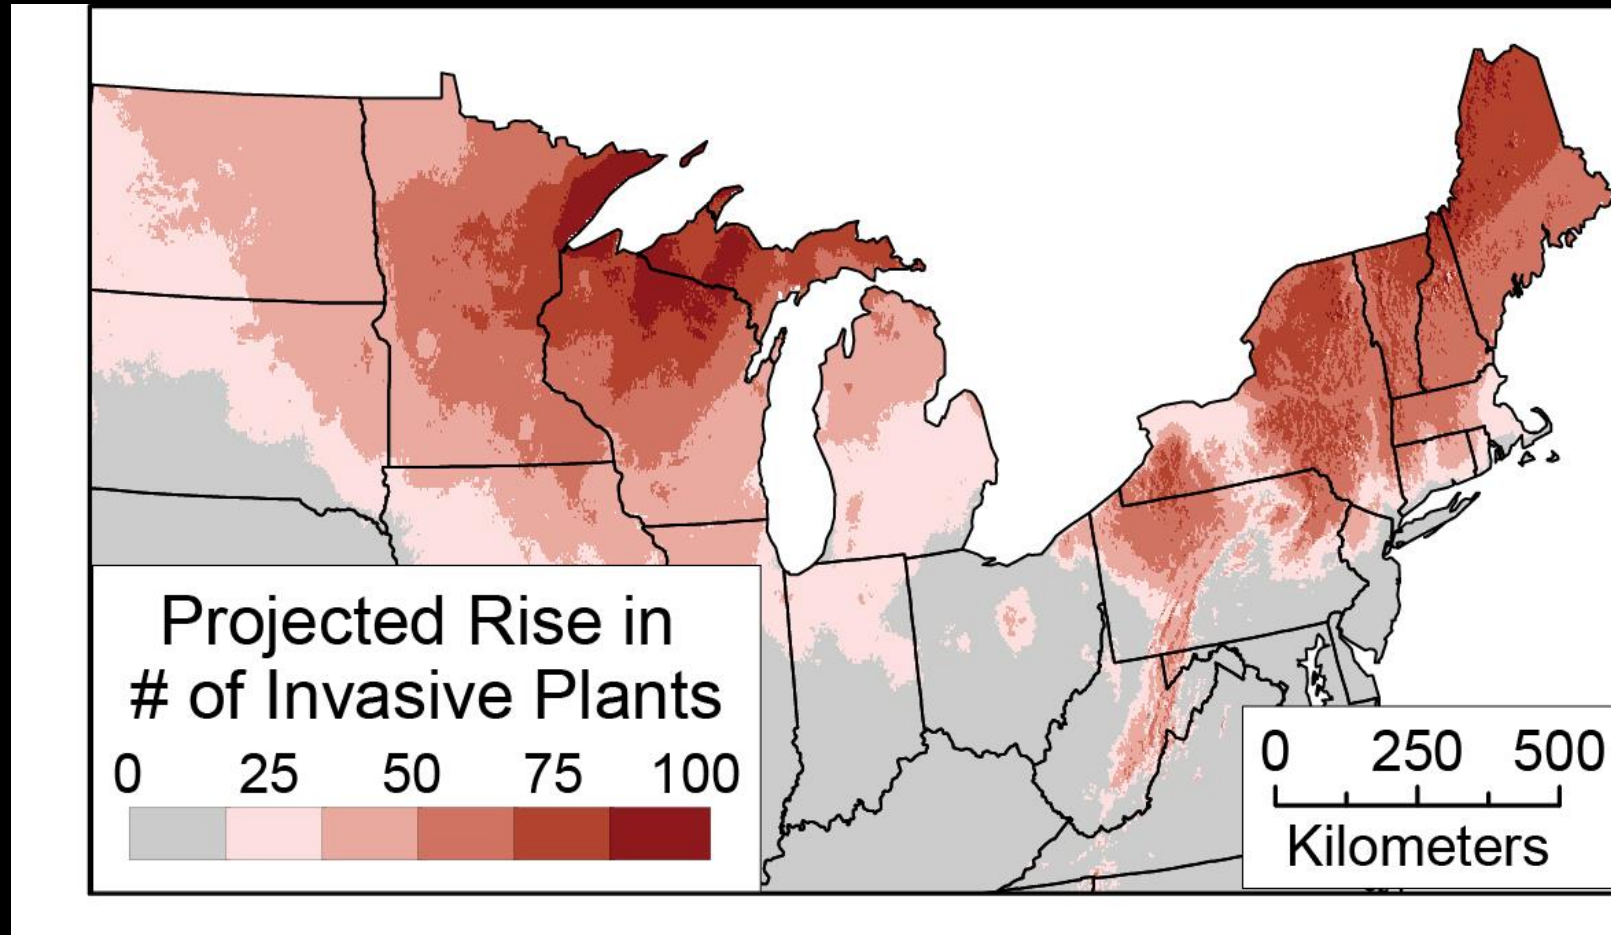 Projected Rise in
# of Invasive Plants
0 25 50 75 100
0 250 500
Kilometers